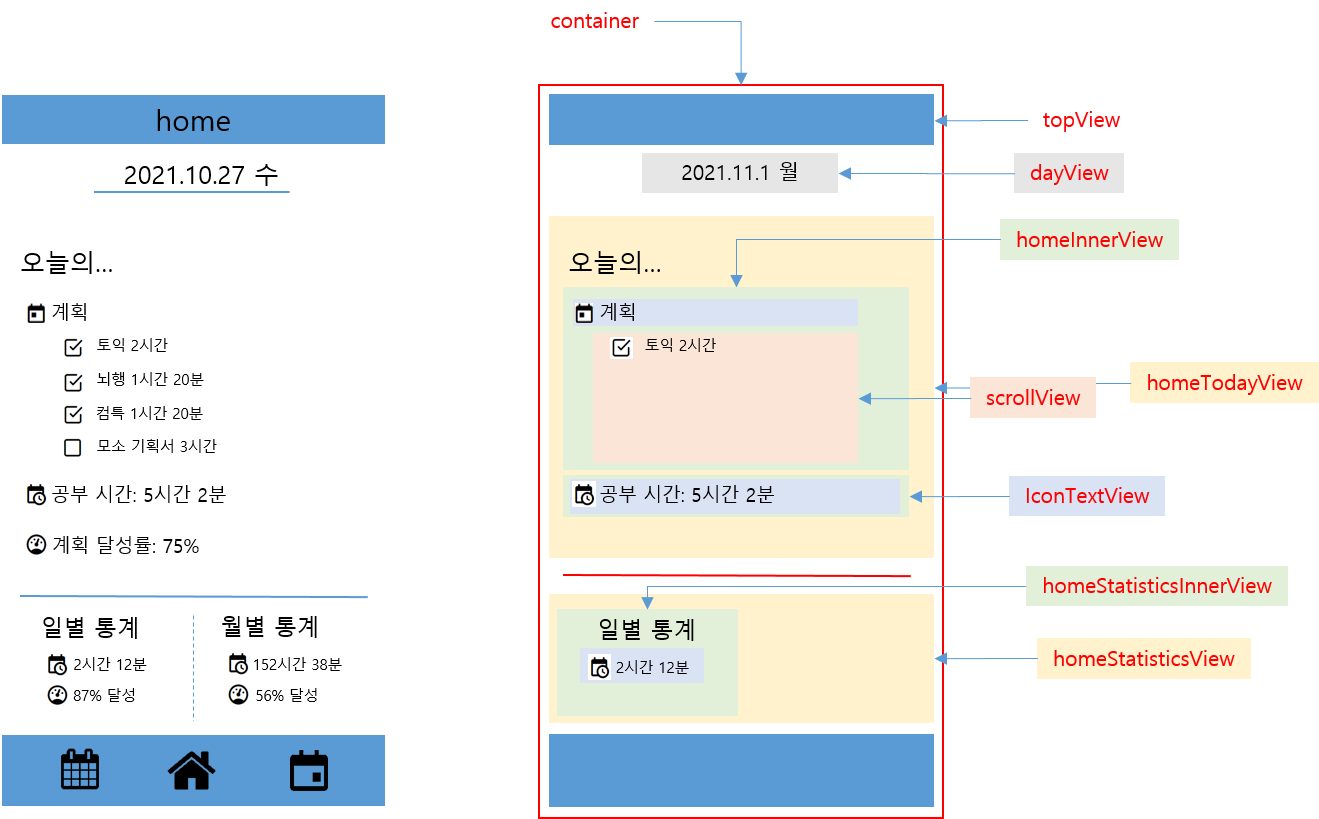 home
2021.10.27 수
오늘의...
계획
토익 2시간
뇌행 1시간 20분
컴특 1시간 20분
모소 기획서 3시간
공부 시간: 5시간 2분
계획 달성률: 75%
일별 통계
2시간 12분
87% 달성
월별 통계
152시간 38분
56% 달성
container
topView
2021.11.1 월
dayView
homeInnerView
오늘의...
계획
토익 2시간
scrollView
homeTodayView
공부 시간: 5시간 2분
IconTextView
homeStatisticsInnerView
일별 통계
2시간 12분
homeStatisticsView